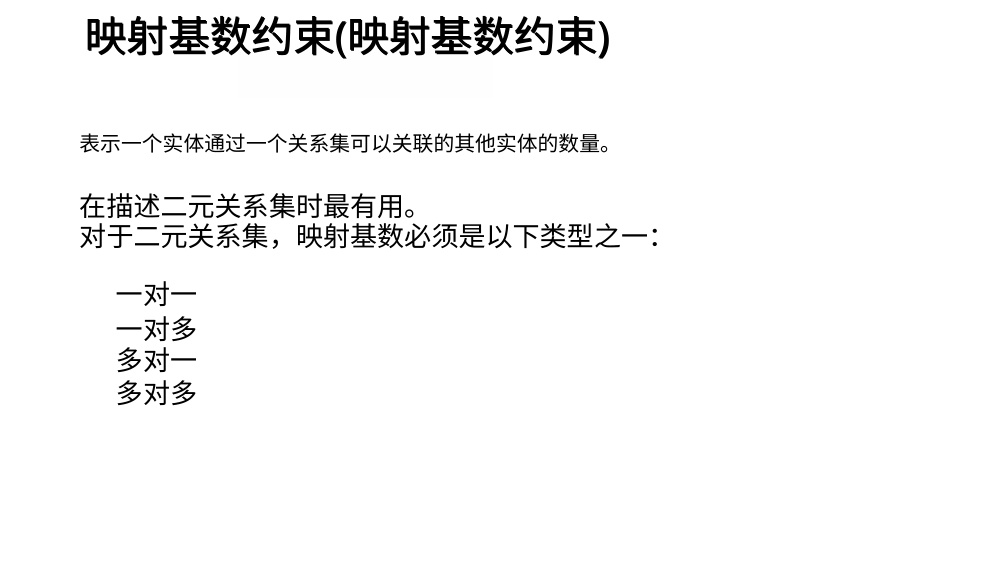 映射基数约束(映射基数约束)
表示一个实体通过一个关系集可以关联的其他实体的数量。
在描述二元关系集时最有用。
对于二元关系集，映射基数必须是以下类型之一：
一对一
一对多
多对一
多对多